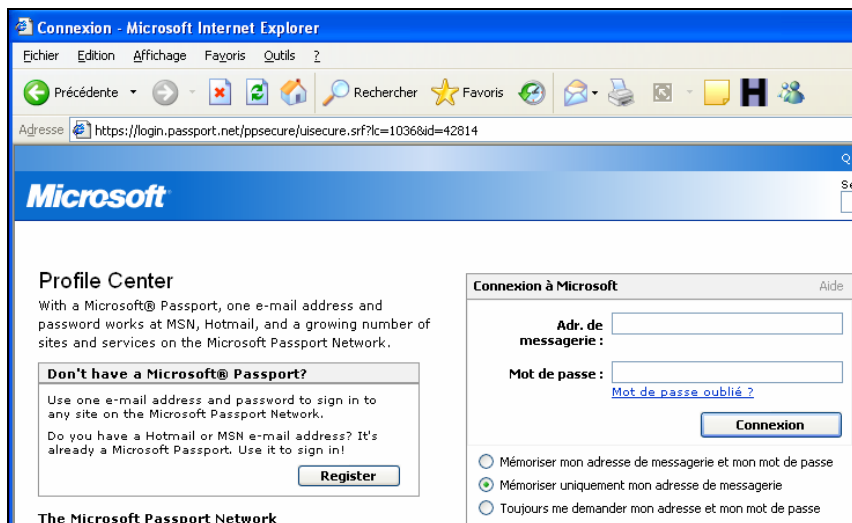 Connexion - Microsoft Internet Explorer
Fichier Edition Affichage Favoris Outils ?
Précédente Rechercher Favoris
Adresse https://login.passport.net/ppsecure/uisecure.srf?lc=1036&id=42814
Microsoft
Profile Center
With a Microsoft® Passport, one e-mail address and
password works at MSN, Hotmail, and a growing number of
sites and services on the Microsoft Passport Network.
Don't have a Microsoft® Passport?
Use one e-mail address and password to sign in to
any site on the Microsoft Passport Network.
Do you have a Hotmail or MSN e-mail address? It's
already a Microsoft Passport. Use it to sign in!
Register
The Microsoft Passport Network
Connexion à Microsoft Aide
Adr. de
messagerie :
Mot de passe :
Mot de passe oublié ?
Connexion
Mémoriser mon adresse de messagerie et mon mot de passe
Mémoriser uniquement mon adresse de messagerie
Toujours me demander mon adresse et mon mot de passe